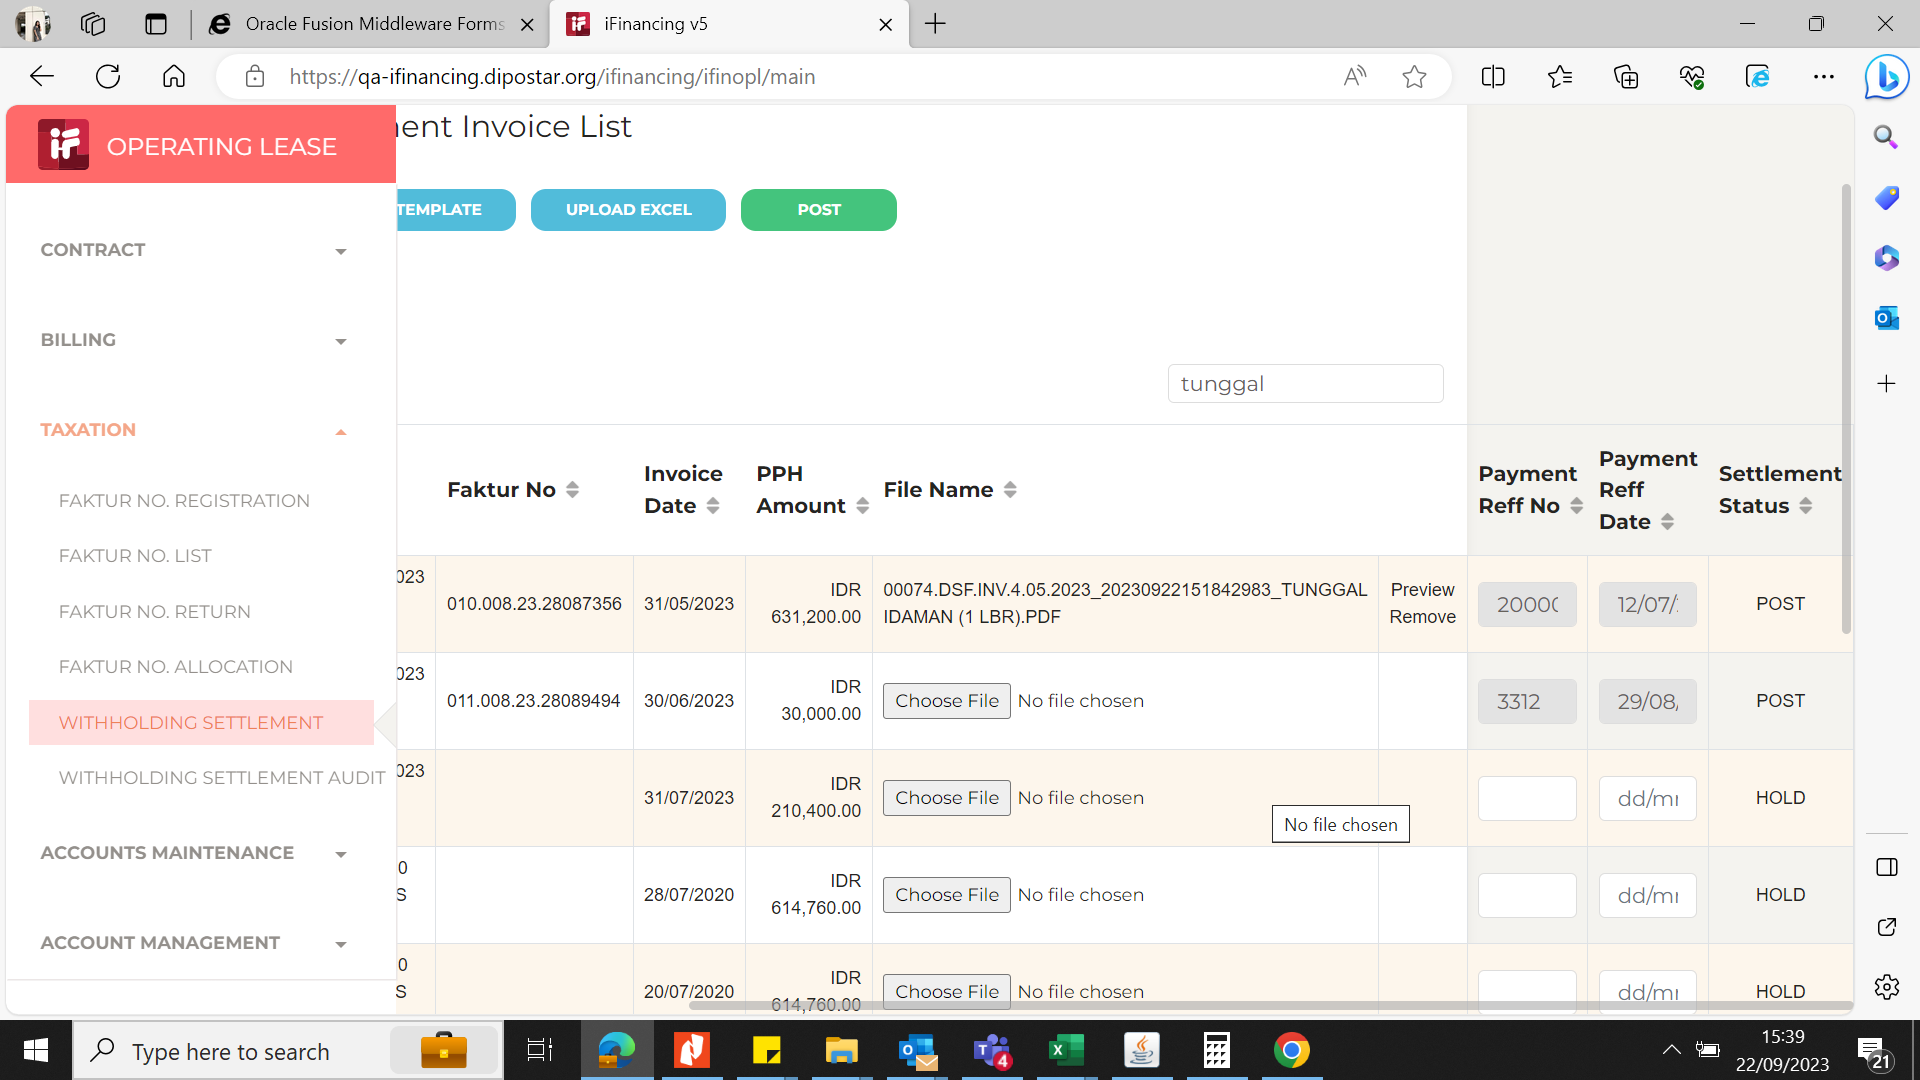 Oracle Fusion Middleware Forms
iFinancing v5
https://qa-ifinancing.dipostar.org/ifinancing/ifinopl/main
iF OPERATING LEASE
CONTRACT
BILLING
TAXATION
FAKTUR NO. REGISTRATION
FAKTUR NO. LIST
FAKTUR NO. RETURN
FAKTUR NO. ALLOCATION
WITHHOLDING SETTLEMENT
WITHHOLDING SETTLEMENT AUDIT
ACCOUNTS MAINTENANCE
ACCOUNT MANAGEMENT
ent Invoice List
TEMPLATE
UPLOAD EXCEL
POST
tunggal
Faktur No
Invoice Date
PPH Amount
File Name
Payment Reff No
Payment Reff Date
Settlement Status
023
010.008.23.28087356
31/05/2023
IDR 631,200.00
00074.DSF.INV.4.05.2023_20230922151842983_TUNGGAL
IDAMAN (1 LBR).PDF
Preview
Remove
20000
12/07/
POST
023
011.008.23.28089494
30/06/2023
IDR 30,000.00
Choose File No file chosen
3312
29/08/
POST
023
31/07/2023
IDR 210,400.00
Choose File No file chosen
No file chosen
dd/m
HOLD
0
S
28/07/2020
IDR 614,760.00
Choose File No file chosen
dd/m
HOLD
0
S
20/07/2020
IDR 614,760.00
Choose File No file chosen
dd/m
HOLD
Type here to search
4
15:39
22/09/2023
21